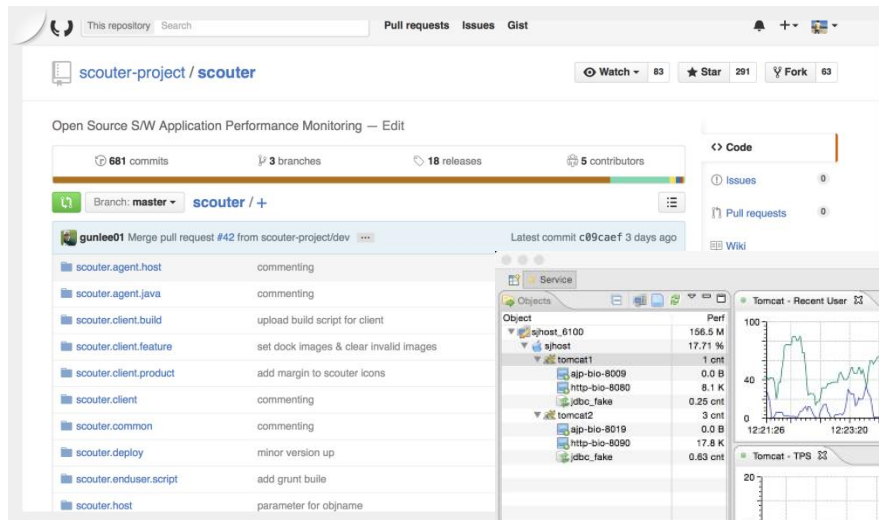 This repository Search Pull requests Issues Gist
scouter-project / scouter
Watch 83 Star 291 Fork 63
Open Source S/W Application Performance Monitoring — Edit
681 commits 3 branches 18 releases 5 contributors
Branch: master scouter / +
gunlee01 Merge pull request #42 from scouter-project/dev ... Latest commit c09caef 3 days ago
scouter.agent.host commenting
scouter.agent.java commenting
scouter.client.build upload build script for client
scouter.client.feature set dock images & clear invalid images
scouter.client.product add margin to scouter icons
scouter.client commenting
scouter.common commenting
scouter.deploy minor version up
scouter.enduser.script add grunt buile
scouter.host parameter for objname
<> Code
Issues 0
Pull requests 0
Wiki
Service
Objects
Object Perf
sjhost_6100 156.5 M
sjhost 17.71 %
tomcat1 1 cnt
ajp-bio-8009 0.0 B
http-bio-8080 8.1 K
jdbc_fake 0.25 cnt
tomcat2 3 cnt
ajp-bio-8019 0.0 B
http-bio-8090 17.8 K
jdbc_fake 0.63 cnt
Tomcat - Recent User
100
40
0
12:21:26 12:23:20
Tomcat - TPS
20